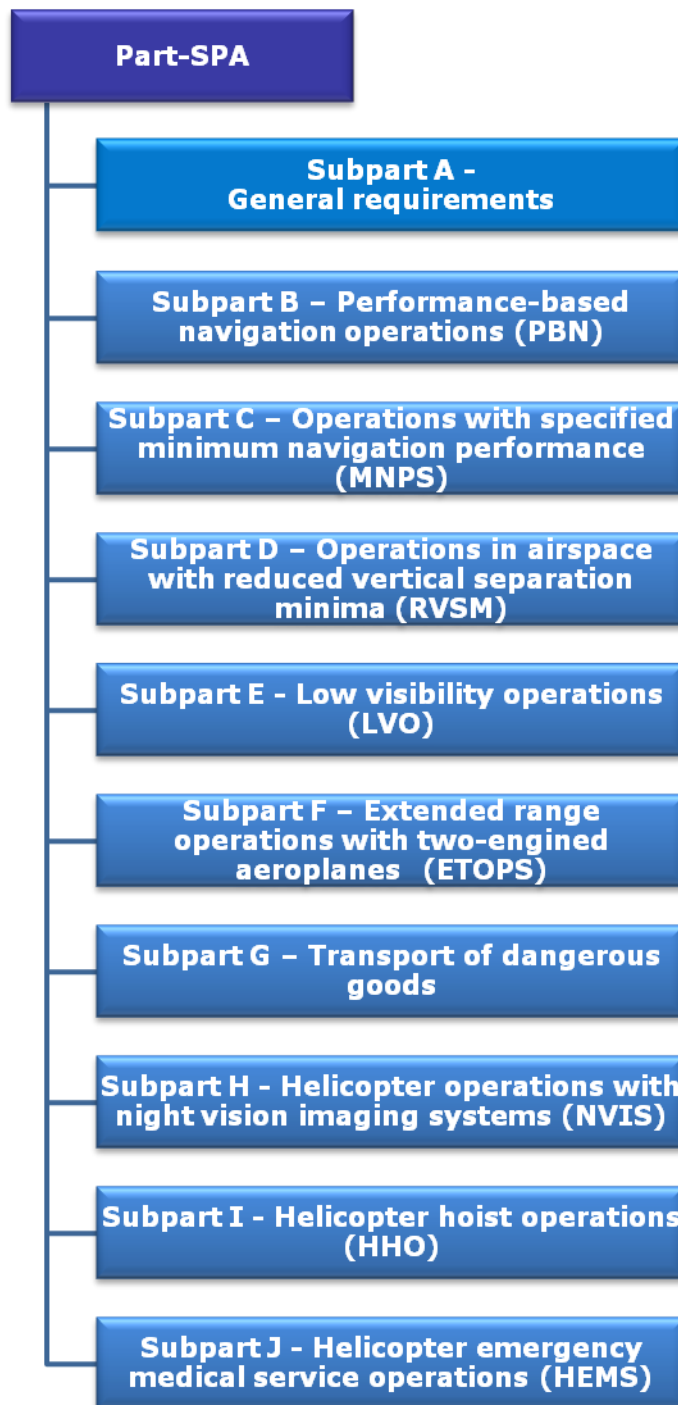 Part-SPA
Subpart A -
General requirements
Subpart B – Performance-based
navigation operations (PBN)
Subpart C – Operations with specified
minimum navigation performance
(MNPS)
Subpart D – Operations in airspace
with reduced vertical separation
minima (RVSM)
Subpart E - Low visibility operations
(LVO)
Subpart F – Extended range
operations with two-engined
aeroplanes  (ETOPS)
Subpart G – Transport of dangerous
goods
Subpart H - Helicopter operations with
night vision imaging systems (NVIS)
Subpart I - Helicopter hoist operations
(HHO)
Subpart J - Helicopter emergency
medical service operations (HEMS)